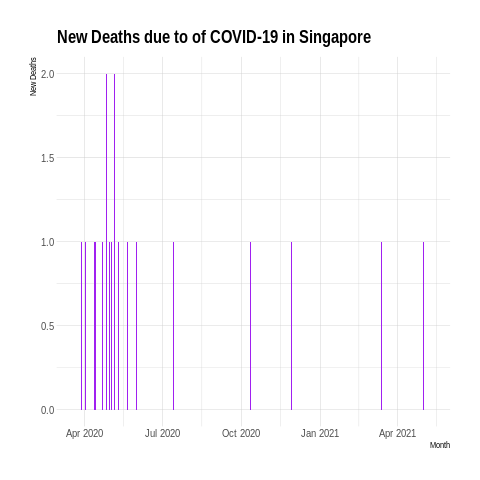 New Deaths due to of COVID-19 in Singapore
New Deaths
2.0
1.5
1.0
0.5
0.0
Apr 2020 Jul 2020 Oct 2020 Jan 2021 Apr 2021
Month